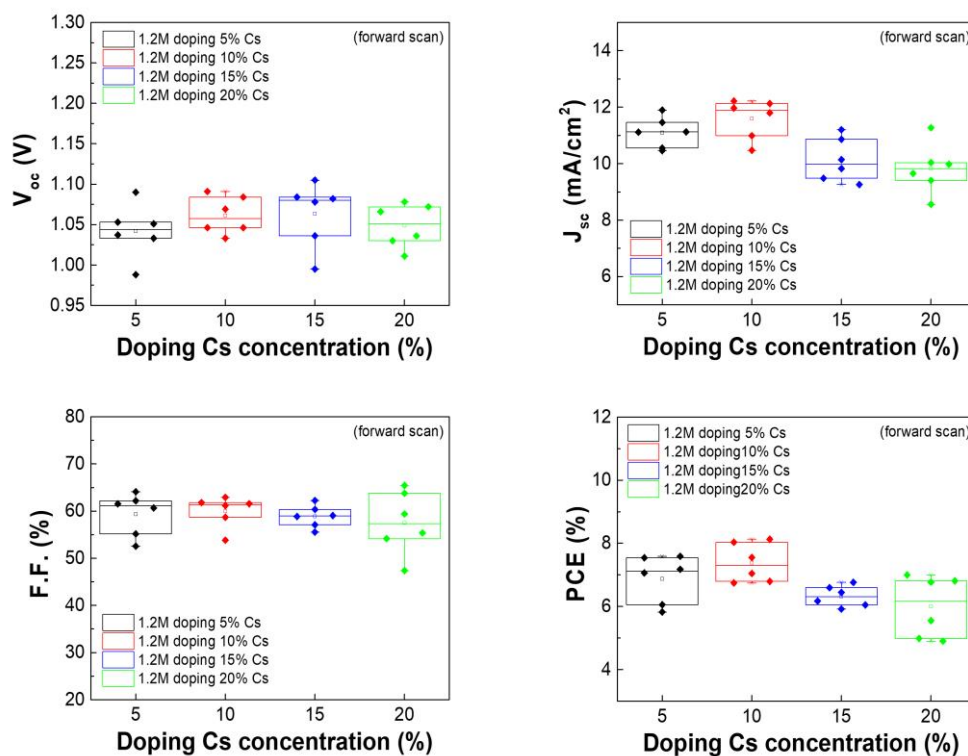 1.30
1.25
1.20
1.15
1.10
1.05
1.00
0.95
V_oc (V)
1.2M doping 5% Cs
1.2M doping 10% Cs
1.2M doping 15% Cs
1.2M doping 20% Cs
(forward scan)
5 10 15 20
Doping Cs concentration (%)
14
12
10
8
6
J_sc (mA/cm²)
(forward scan)
1.2M doping 5% Cs
1.2M doping 10% Cs
1.2M doping 15% Cs
1.2M doping 20% Cs
5 10 15 20
Doping Cs concentration (%)
80
70
60
50
40
30
20
F.F. (%)
(forward scan)
1.2M doping 5% Cs
1.2M doping 10% Cs
1.2M doping 15% Cs
1.2M doping 20% Cs
5 10 15 20
Doping Cs concentration (%)
12
10
8
6
4
PCE (%)
1.2M doping 5% Cs
1.2M doping10% Cs
1.2M doping15% Cs
1.2M doping20% Cs
(forward scan)
5 10 15 20
Doping Cs concentration (%)